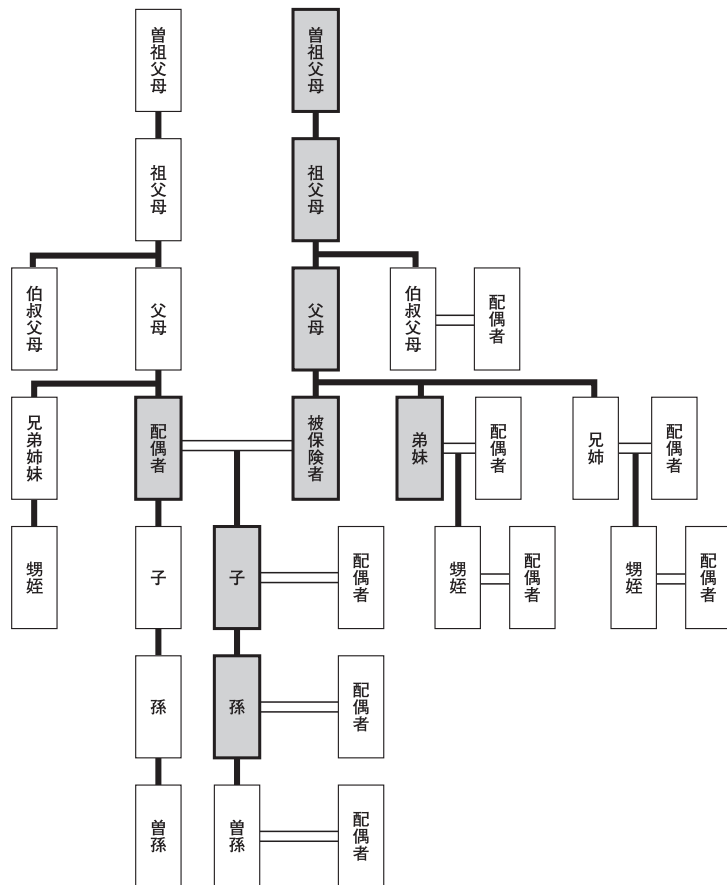 曽祖父母
曽祖父母
祖父母
祖父母
伯叔父母
父母
父母
伯叔父母
配偶者
兄弟姉妹
配偶者
被保険者
弟妹
配偶者
兄姉
配偶者
甥姪
子
子
配偶者
甥姪
配偶者
甥姪
配偶者
孫
孫
配偶者
曽孫
曽孫
配偶者